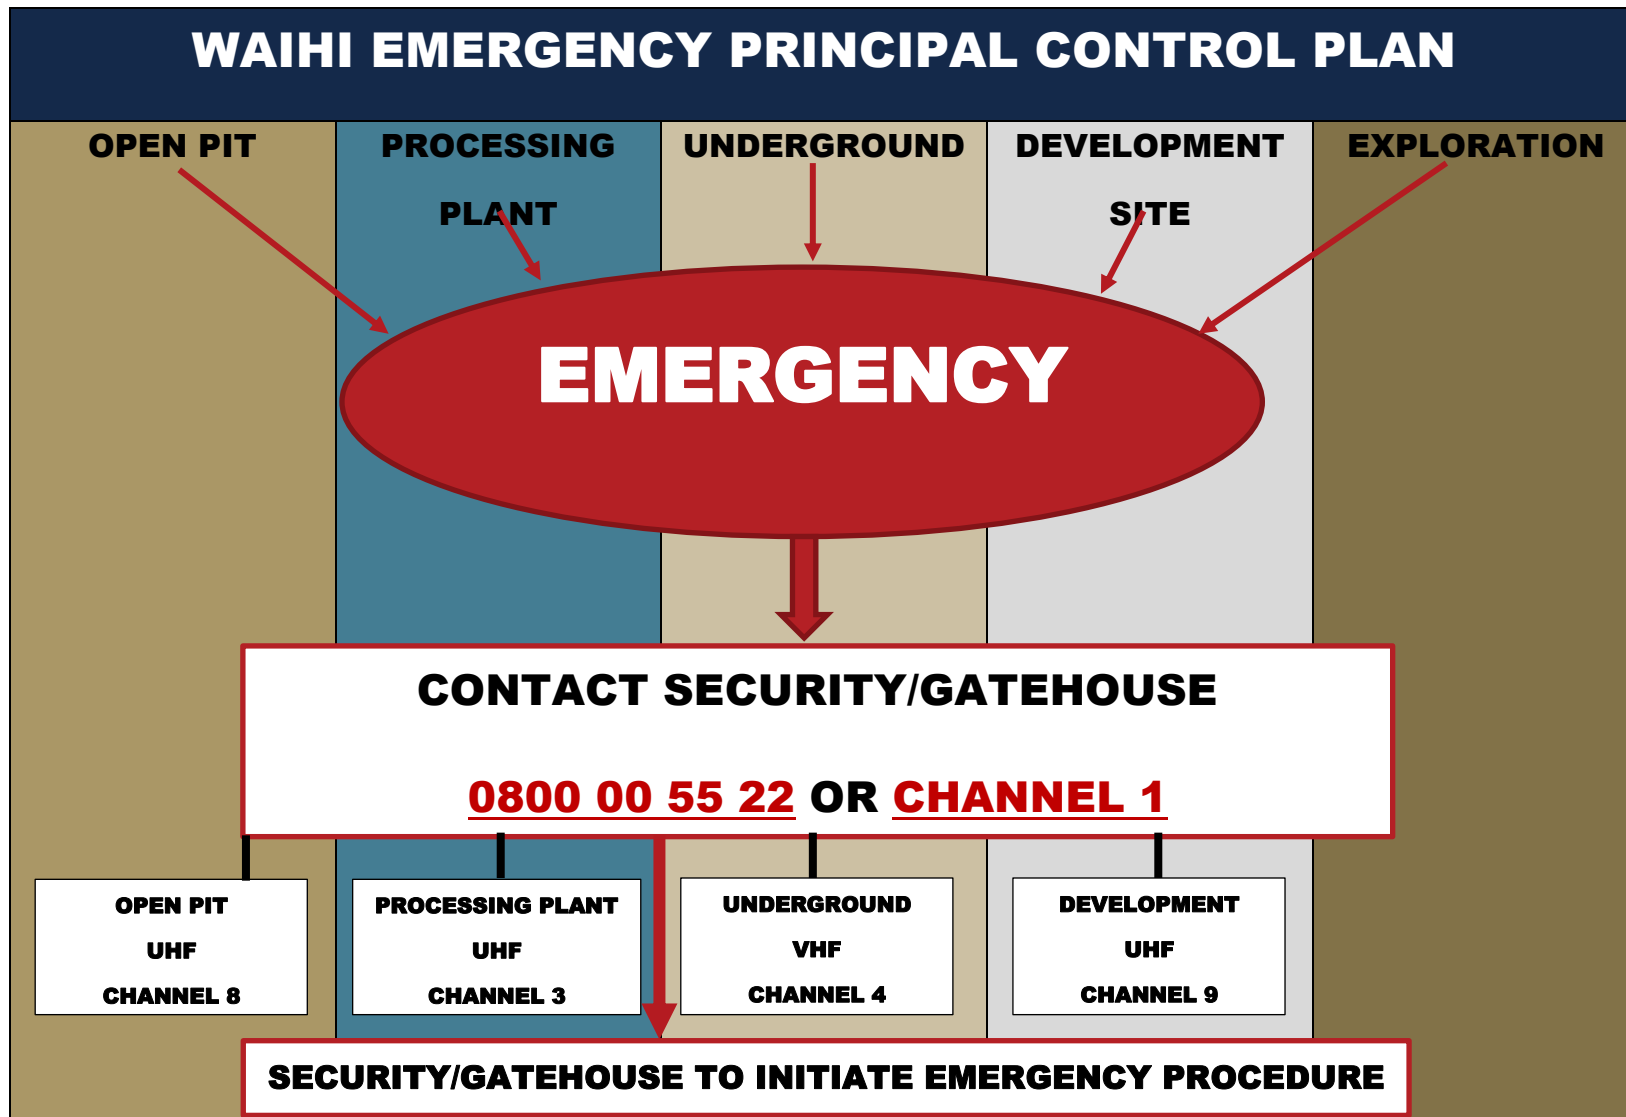 WAIHI EMERGENCY PRINCIPAL CONTROL PLAN
OPEN PIT
PROCESSING
PLANT
UNDERGROUND
DEVELOPMENT
SITE
EXPLORATION
EMERGENCY
CONTACT SECURITY/GATEHOUSE
0800 00 55 22 OR CHANNEL 1
OPEN PIT
UHF
CHANNEL 8
PROCESSING PLANT
UHF
CHANNEL 3
UNDERGROUND
VHF
CHANNEL 4
DEVELOPMENT
UHF
CHANNEL 9
SECURITY/GATEHOUSE TO INITIATE EMERGENCY PROCEDURE